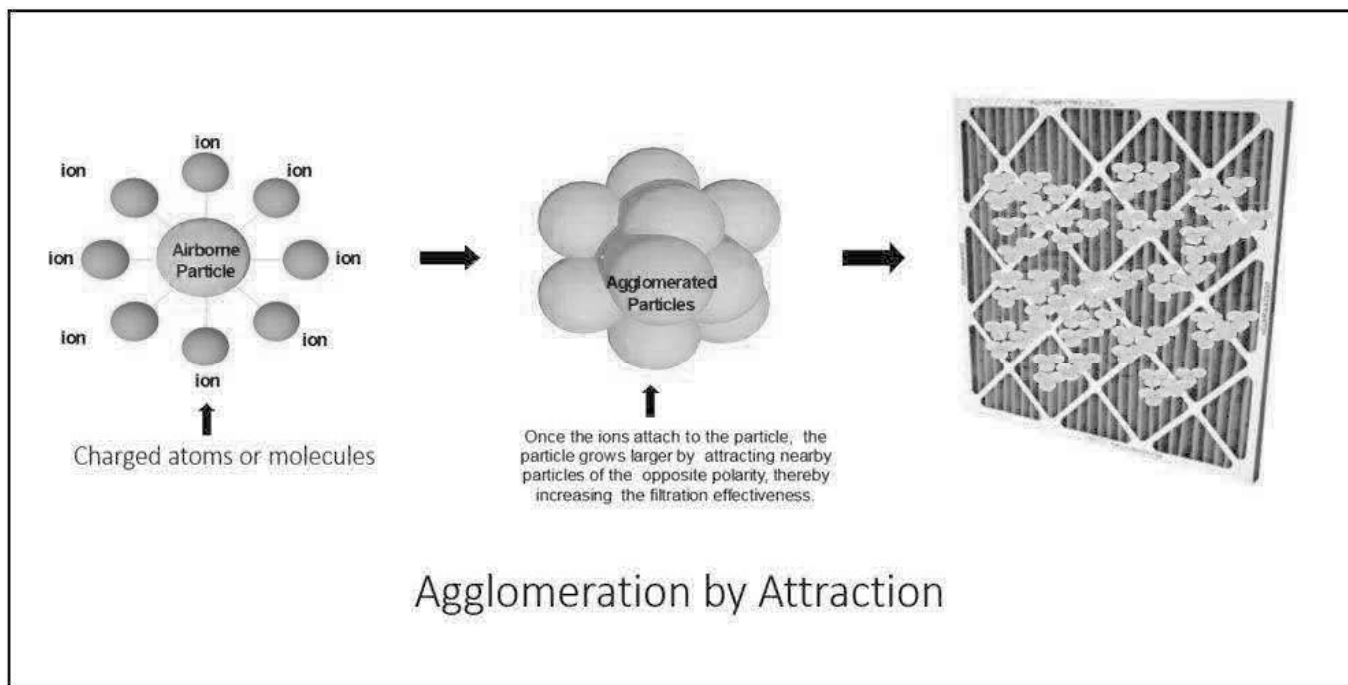 ion
ion
ion
Airborne
Particle
ion
ion
ion
ion
ion
Charged atoms or molecules
Agglomerated
Particles
Once the ions attach to the particle, the
particle grows larger by attracting nearby
particles of the opposite polarity, thereby
increasing the filtration effectiveness.
Agglomeration by Attraction